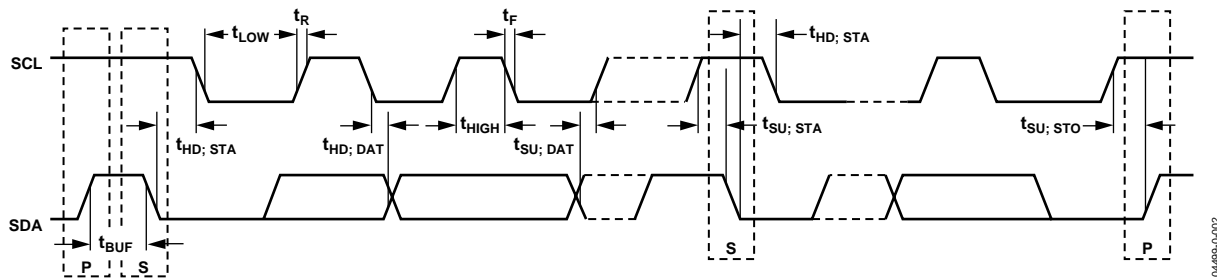 tR
tF
tLOW
tHD; STA
SCL
tHD; STA
tHD; DAT
tHIGH
tSU; DAT
tSU; STA
tSU; STO
SDA
tBUF
P
S
S
P
04499-0-002